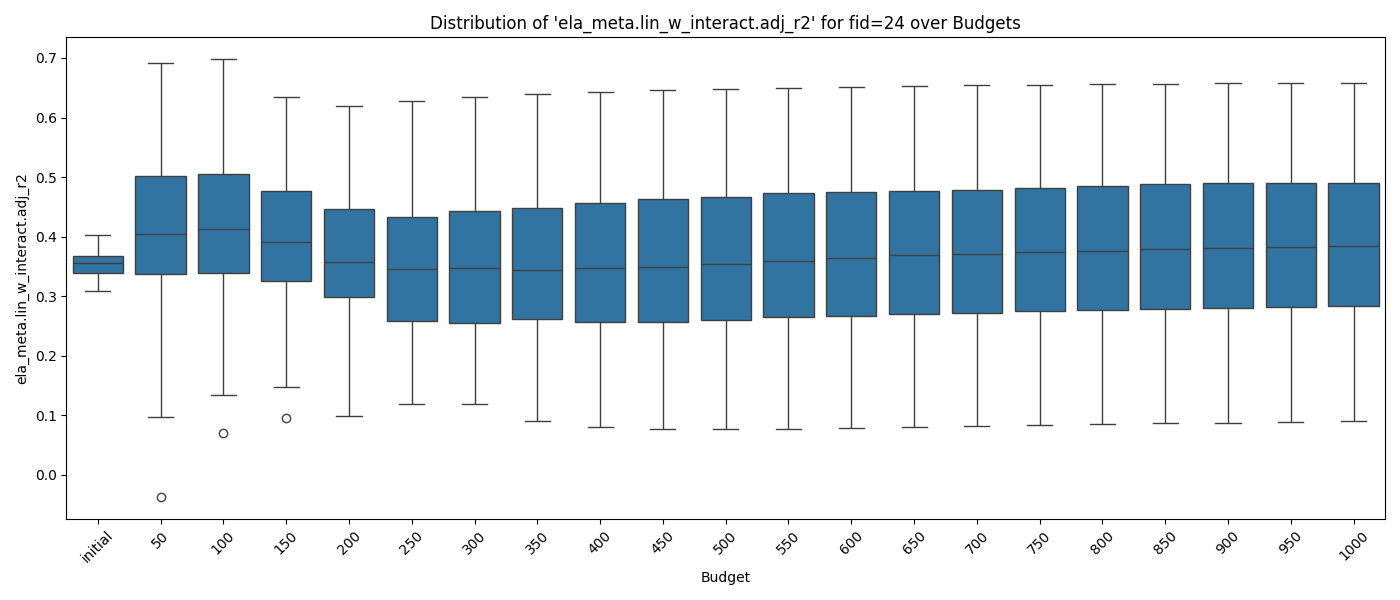 Distribution of 'ela_meta.lin_w_interact.adj_r2' for fid=24 over Budgets
ela_meta.lin_w_interact.adj_r2
0.7
0.6
0.5
0.4
0.3
0.2
0.1
0.0
initial 50 100 150 200 250 300 350 400 450 500 550 600 650 700 750 800 850 900 950 1000
Budget